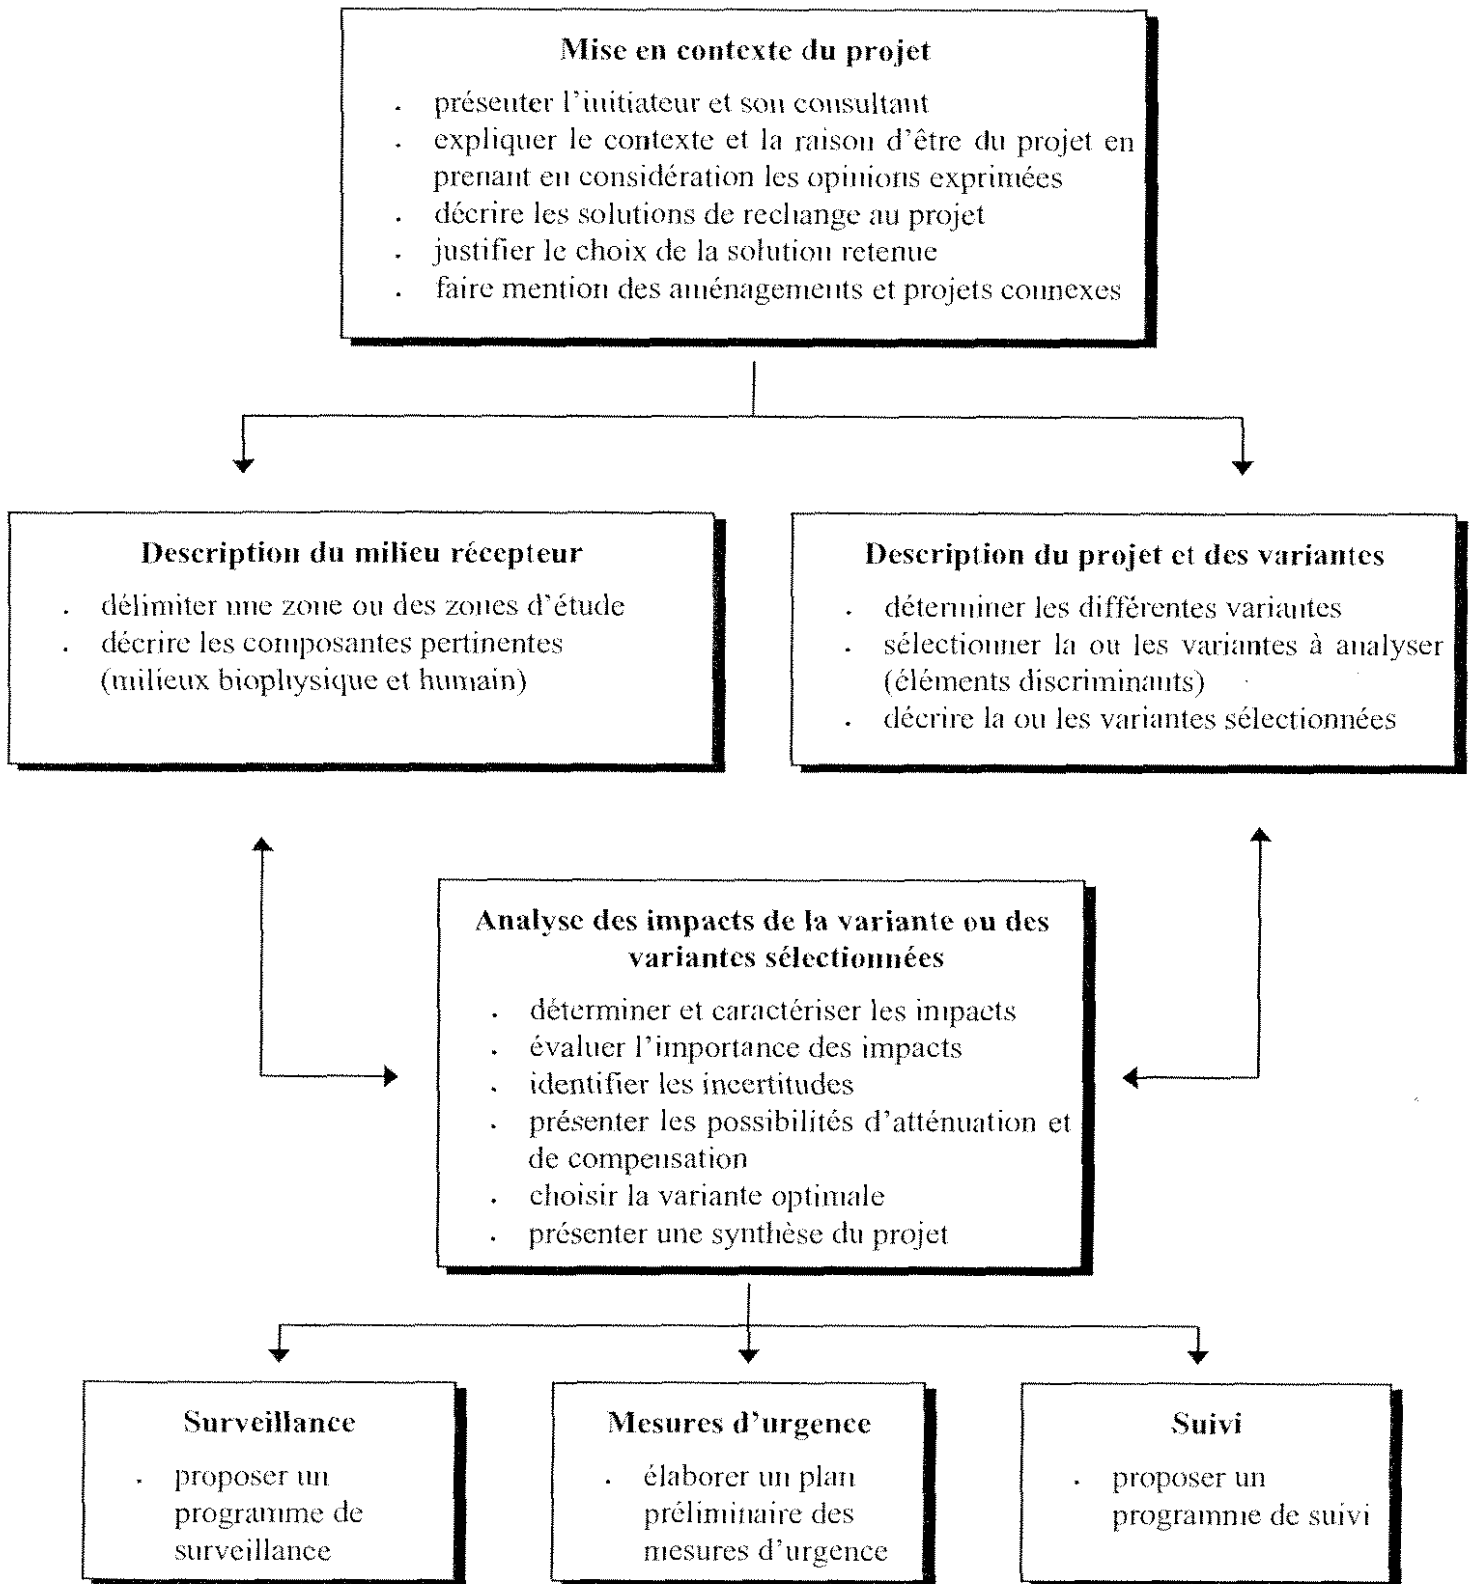 Mise en contexte du projet
. présenter l'initiateur et son consultant
. expliquer le contexte et la raison d'être du projet en
prenant en considération les opinions exprimées
. décrire les solutions de rechange au projet
. justifier le choix de la solution retenue
. faire mention des aménagements et projets connexes
Description du milieu récepteur
. délimiter une zone ou des zones d'étude
. décrire les composantes pertinentes
(milieux biophysique et humain)
Description du projet et des variantes
. déterminer les différentes variantes
. sélectionner la ou les variantes à analyser
(éléments discriminants)
. décrire la ou les variantes sélectionnées
Analyse des impacts de la variante ou des
variantes sélectionnées
. déterminer et caractériser les impacts
. évaluer l'importance des impacts
. identifier les incertitudes
. présenter les possibilités d'atténuation et
de compensation
. choisir la variante optimale
. présenter une synthèse du projet
Surveillance
. proposer un
programme de
surveillance
Mesures d'urgence
. élaborer un plan
préliminaire des
mesures d'urgence
Suivi
. proposer un
programme de suivi